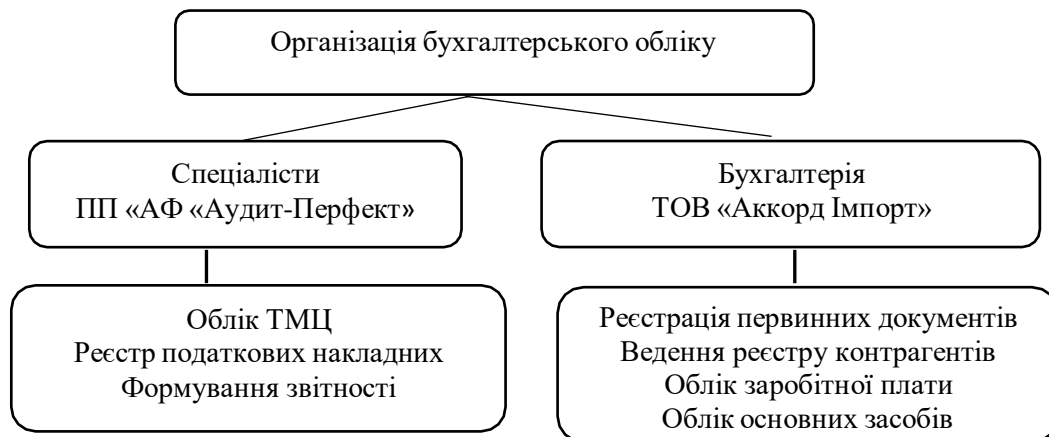 Організація бухгалтерського обліку
Спеціалісти
ПП «АФ «Аудит-Перфект»
Бухгалтерія
ТОВ «Аккорд Імпорт»
Облік ТМЦ
Реєстр податкових накладних
Формування звітності
Реєстрація первинних документів
Ведення реєстру контрагентів
Облік заробітної плати
Облік основних засобів